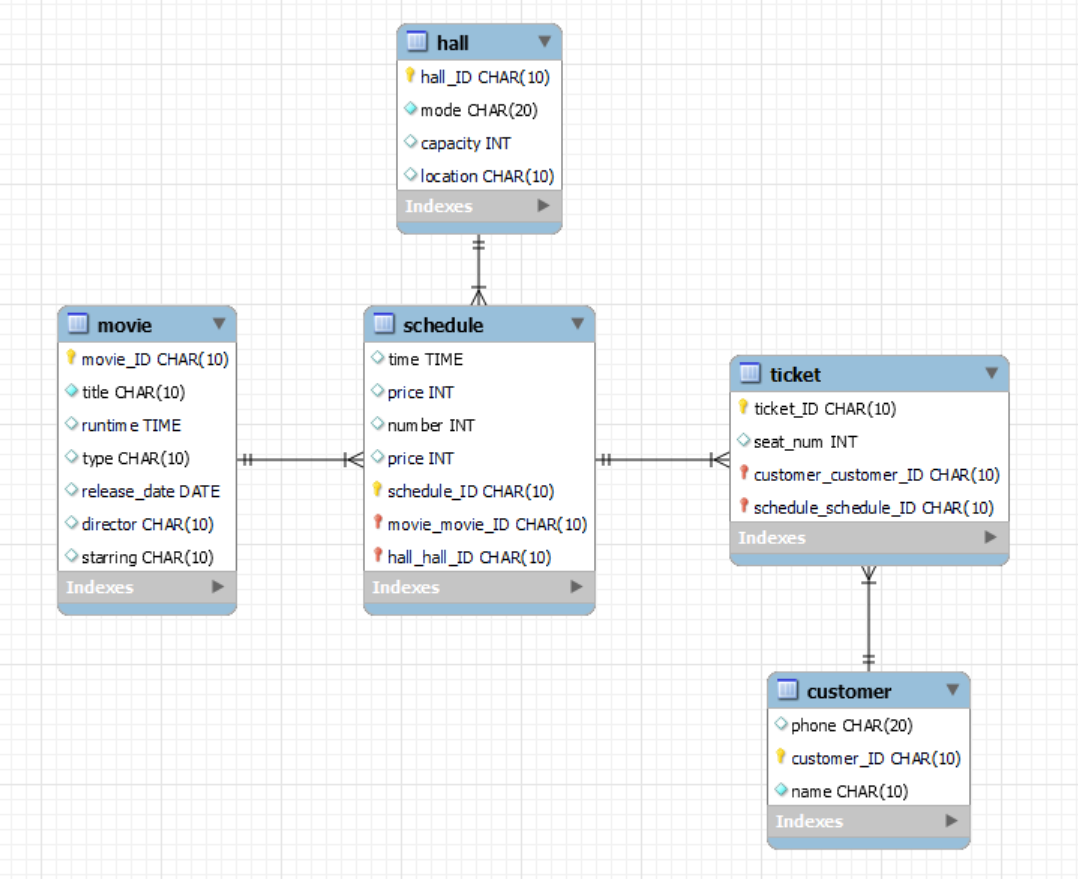 hall
hall_ID CHAR(10)
mode CHAR(20)
capacity INT
location CHAR(10)
Indexes
movie
movie_ID CHAR(10)
title CHAR(10)
runtime TIME
type CHAR(10)
release_date DATE
director CHAR(10)
starring CHAR(10)
Indexes
schedule
time TIME
price INT
number INT
price INT
schedule_ID CHAR(10)
movie_movie_ID CHAR(10)
hall_hall_ID CHAR(10)
Indexes
ticket
ticket_ID CHAR(10)
seat_num INT
customer_customer_ID CHAR(10)
schedule_schedule_ID CHAR(10)
Indexes
customer
phone CHAR(20)
customer_ID CHAR(10)
name CHAR(10)
Indexes